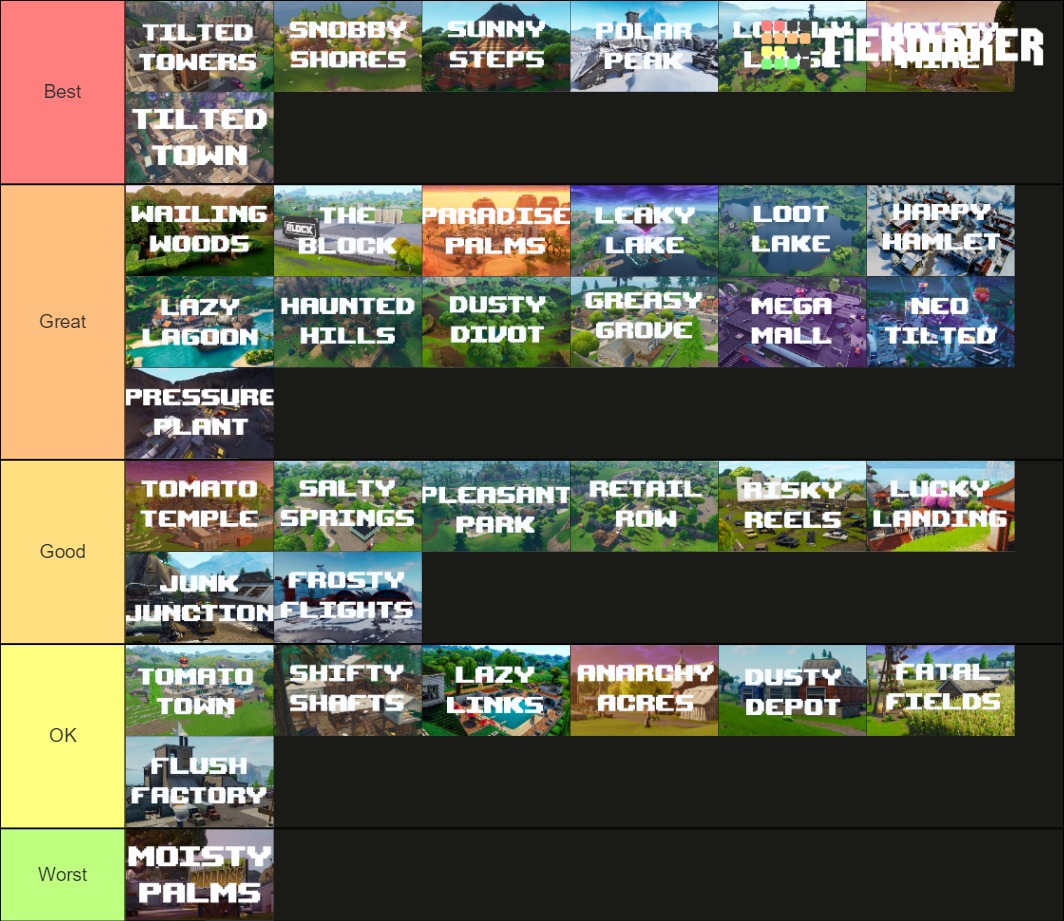 Best
TILTED
TOWERS
SNOBBY
SHORES
SUNNY
STEPS
POLAR
PEAK
MOISTY
MIRE
TiERMAKER
TILTED
TOWN
Great
WAILING
WOODS
THE
BLOCK
BLOCK
PARADISE
PALMS
LEAKY
LAKE
LOOT
LAKE
HAPPY
HAMLET
LAZY
LAGOON
HAUNTED
HILLS
DUSTY
DIVOT
GREASY
GROVE
MEGA
MALL
NEO
TILTED
PRESSURE
PLANT
Good
TOMATO
TEMPLE
SALTY
SPRINGS
PLEASANT
PARK
RETAIL
ROW
RISKY
REELS
LUCKY
LANDING
JUNK
JUNCTION
FROSTY
FLIGHTS
OK
TOMATO
TOWN
SHIFTY
SHAFTS
LAZY
LINKS
ANARCHY
ACRES
DUSTY
DEPOT
FATAL
FIELDS
FLUSH
FACTORY
Worst
MOISTY
PALMS
PARADISE